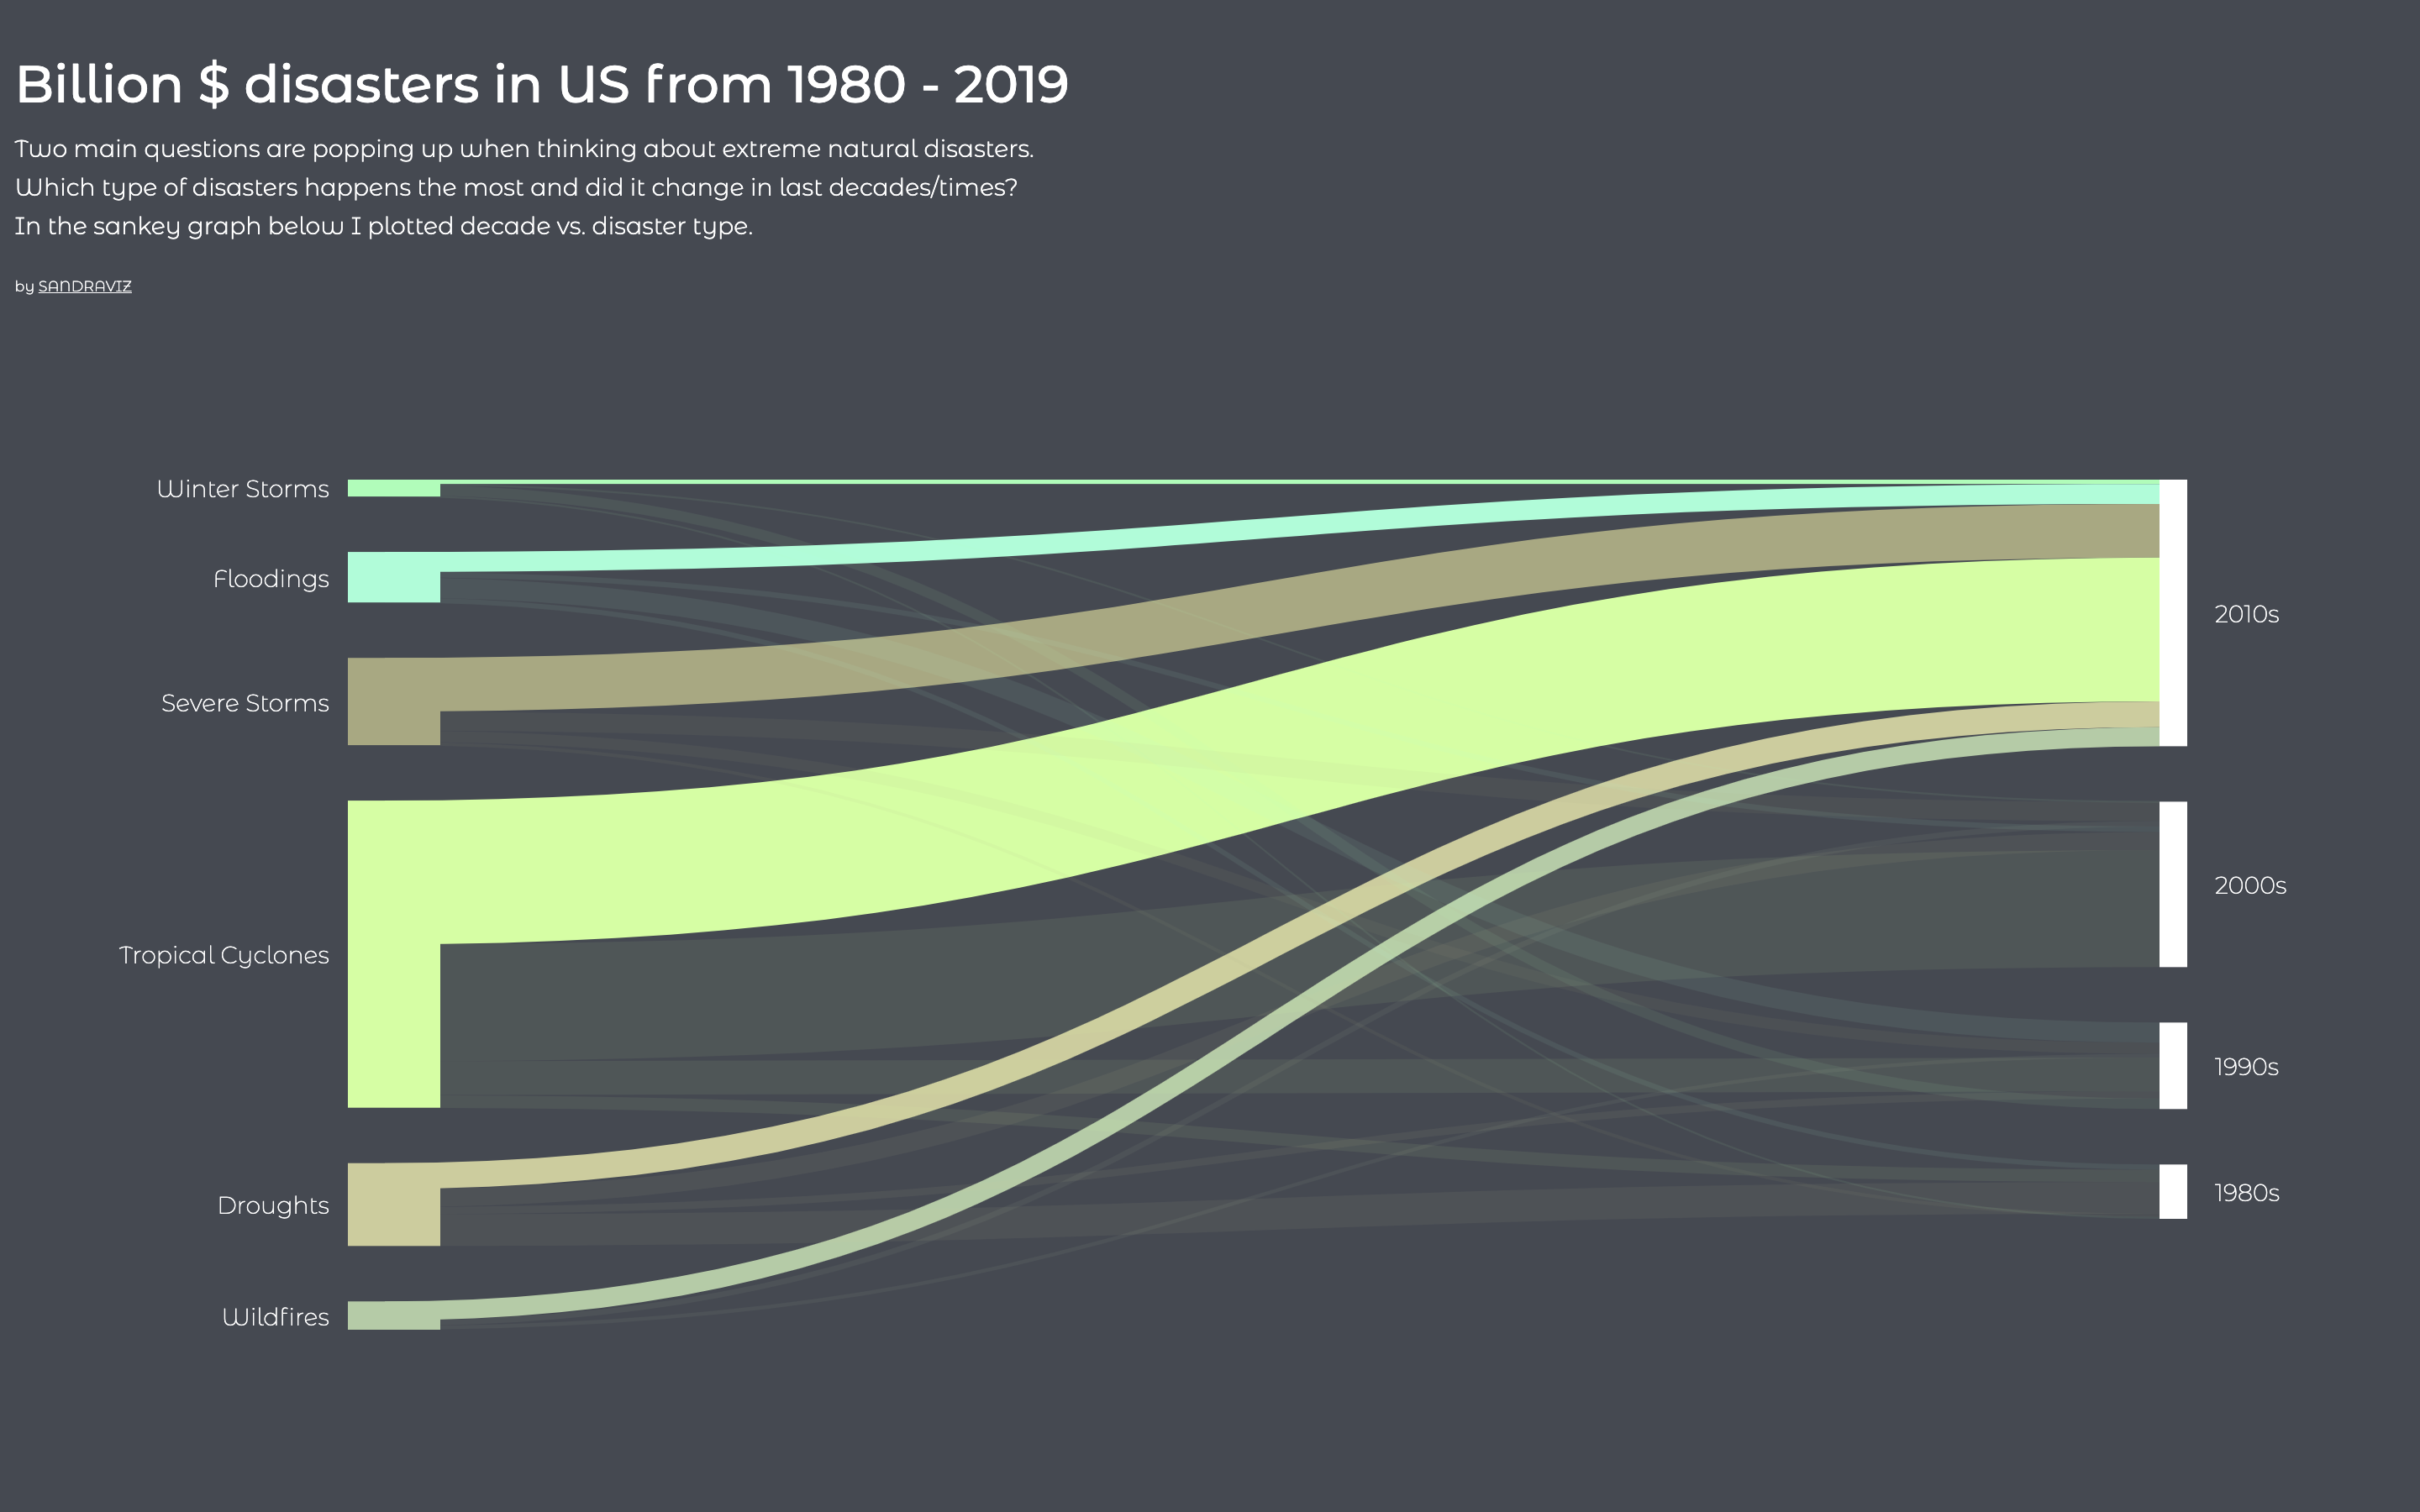 Billion $ disasters in US from 1980 - 2019
Two main questions are popping up when thinking about extreme natural disasters.
Which type of disasters happens the most and did it change in last decades/times?
In the sankey graph below I plotted decade vs. disaster type.
by SANDRAVIZ
Winter Storms
Floodings
Severe Storms
Tropical Cyclones
Droughts
Wildfires
2010s
2000s
1990s
1980s